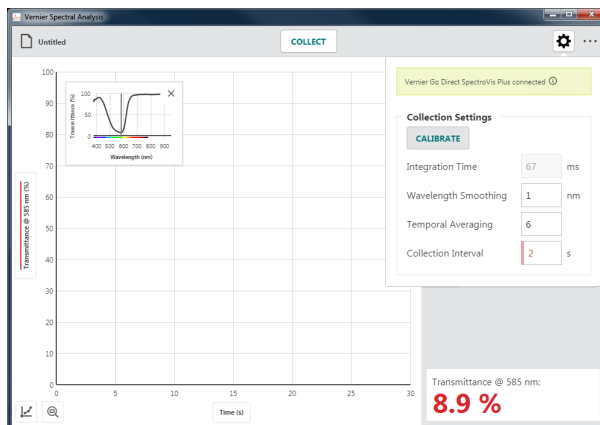 Vernier Spectral Analysis
Untitled
COLLECT
Vernier Go Direct SpectroVis Plus connected
Collection Settings
CALIBRATE
Integration Time 67 ms
Wavelength Smoothing 1 nm
Temporal Averaging 6
Collection Interval 2 s
100
90
80
70
60
50
40
30
20
10
0
Transmittance @ 585 nm (%)
100
50
0
Transmittance (%)
400 500 600 700 800 900
Wavelength (nm)
0 5 10 15 20 25 30
Time (s)
Transmittance @ 585 nm:
8.9 %